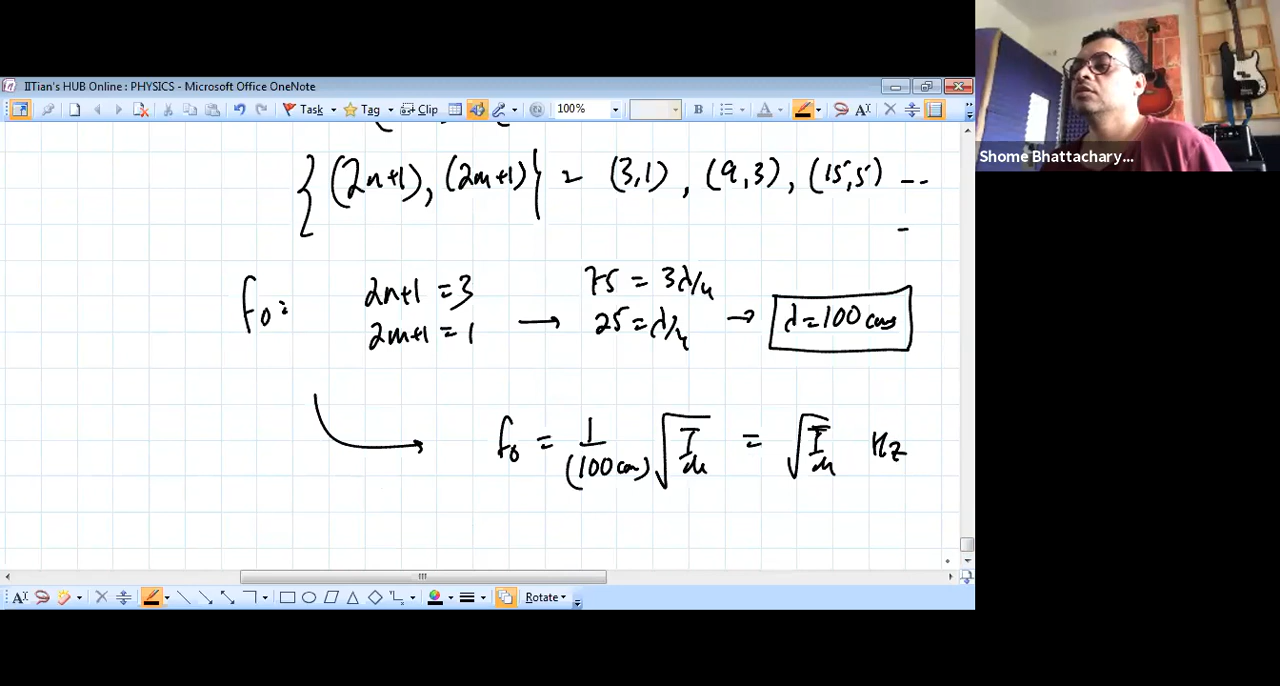 IITian's HUB Online : PHYSICS - Microsoft Office OneNote
Task Tag Clip 100% B A
{(2n+1), (2m+1)} = (3,1), (9,3), (15,5) -- -
f₀: 2n+1 = 3 → 75 = 3λ/4 → λ = 100 cms
2m+1 = 1 25 = λ/4
f₀ = 1/(100 cm) √(T/μ) = √(T/μ) Hz
Rotate
Shome Bhattachary...